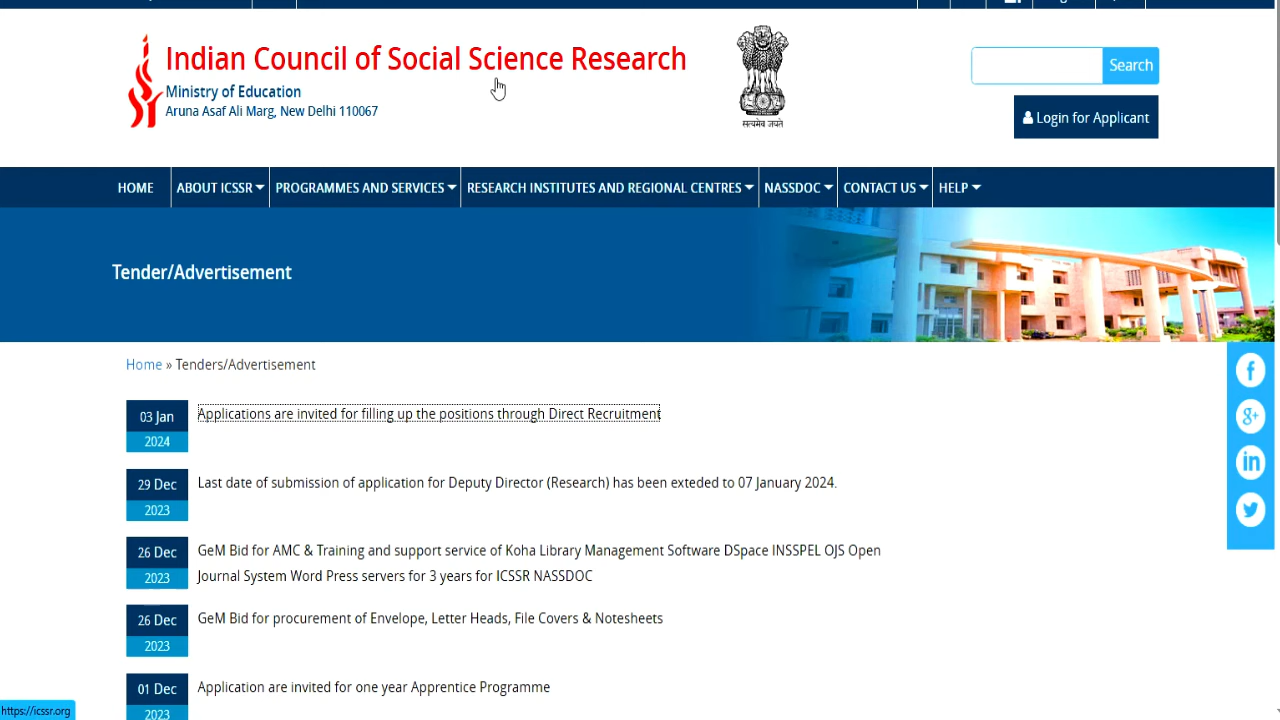 Indian Council of Social Science Research
Ministry of Education
Aruna Asaf Ali Marg, New Delhi 110067
सत्यमेव जयते
Search
Login for Applicant
HOME
ABOUT ICSSR
PROGRAMMES AND SERVICES
RESEARCH INSTITUTES AND REGIONAL CENTRES
NASSDOC
CONTACT US
HELP
Tender/Advertisement
Home » Tenders/Advertisement
03 Jan
2024
Applications are invited for filling up the positions through Direct Recruitment
29 Dec
2023
Last date of submission of application for Deputy Director (Research) has been exteded to 07 January 2024.
26 Dec
2023
GeM Bid for AMC & Training and support service of Koha Library Management Software DSpace INSSPEL OJS Open
Journal System Word Press servers for 3 years for ICSSR NASSDOC
26 Dec
2023
GeM Bid for procurement of Envelope, Letter Heads, File Covers & Notesheets
01 Dec
2023
Application are invited for one year Apprentice Programme
https://icssr.org